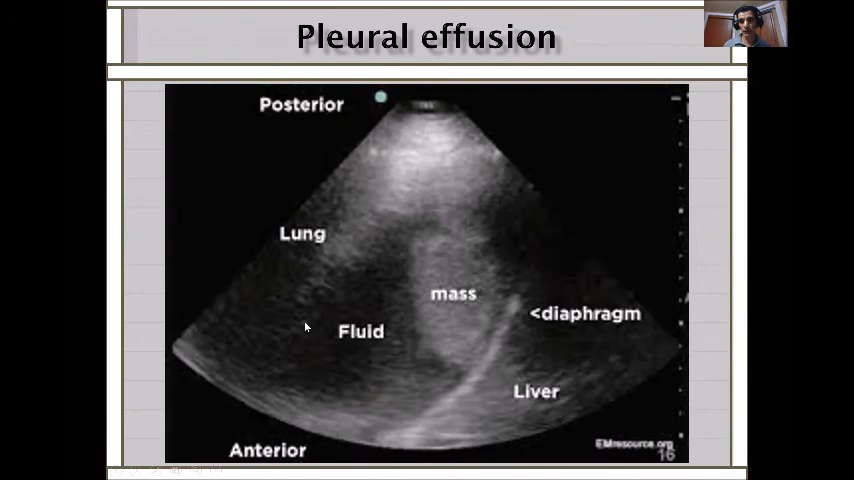 Pleural effusion
Posterior
Lung
mass
<diaphragm
Fluid
Liver
Anterior
EMresource.org
16